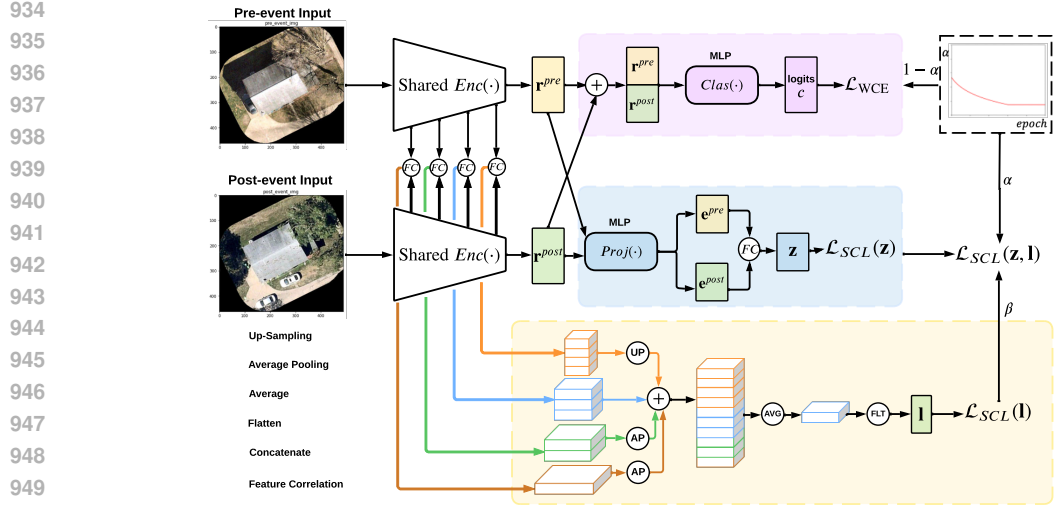 934
935
936
937
938
939
940
941
942
943
944
945
946
947
948
949
Pre-event Input
pre_event_img
Post-event Input
post_event_img
Shared Enc(·)
Shared Enc(·)
FC
FC
FC
FC
r^pre
r^post
+
r^pre
r^post
MLP
Clas(·)
logits
c
ℒ_WCE
1 − α
α
epoch
α
MLP
Proj(·)
e^pre
e^post
FC
z
ℒ_SCL(z)
ℒ_SCL(z, l)
β
Up-Sampling
Average Pooling
Average
Flatten
Concatenate
Feature Correlation
UP
AP
AP
+
AVG
FLT
l
ℒ_SCL(l)